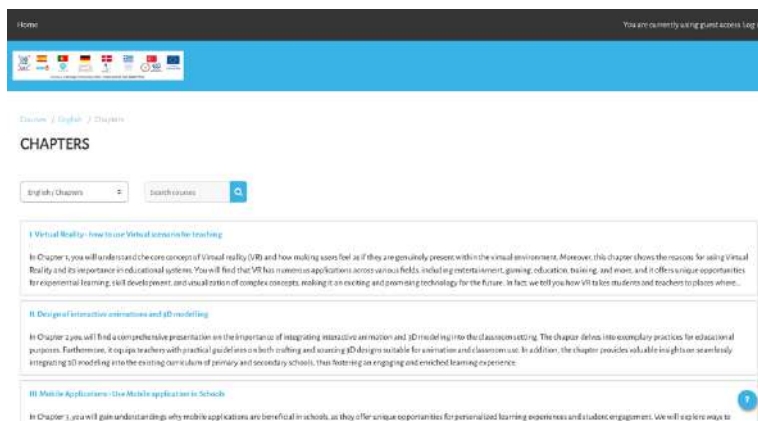 Home
You are currently using guest access Log
Courses / English / Chapters
CHAPTERS
English / Chapters
Search courses
I. Virtual Reality - how to use Virtual scenario for teaching
In Chapter 1, you will understand the core concept of Virtual reality (VR) and how making users feel as if they are genuinely present within the virtual environment. Moreover, this chapter shows the reasons for using Virtual
Reality and its importance in educational systems. You will find that VR has numerous applications across various fields, including entertainment, gaming, education, training, and more, and it offers unique opportunities
for experiential learning, skill development, and visualization of complex concepts, making it an exciting and promising technology for the future. In fact we tell you how VR takes students and teachers to places where...
II. Design of interactive animations and 3D modelling
In Chapter 2 you will find a comprehensive presentation on the importance of integrating interactive animation and 3D modeling into the classroom setting. The chapter delves into exemplary practices for educational
purposes. Furthermore, it equips teachers with practical guidelines on both crafting and sourcing 3D designs suitable for animation and classroom use. In addition, the chapter provides valuable insights on seamlessly
integrating 3D modeling into the existing curriculum of primary and secondary schools, thus fostering an engaging and enriched learning experience.
III. Mobile Applications - Use Mobile application in Schools
In Chapter 3, you will gain understandings why mobile applications are beneficial in schools, as they offer unique opportunities for personalized learning experiences and student engagement. We will explore ways to
?